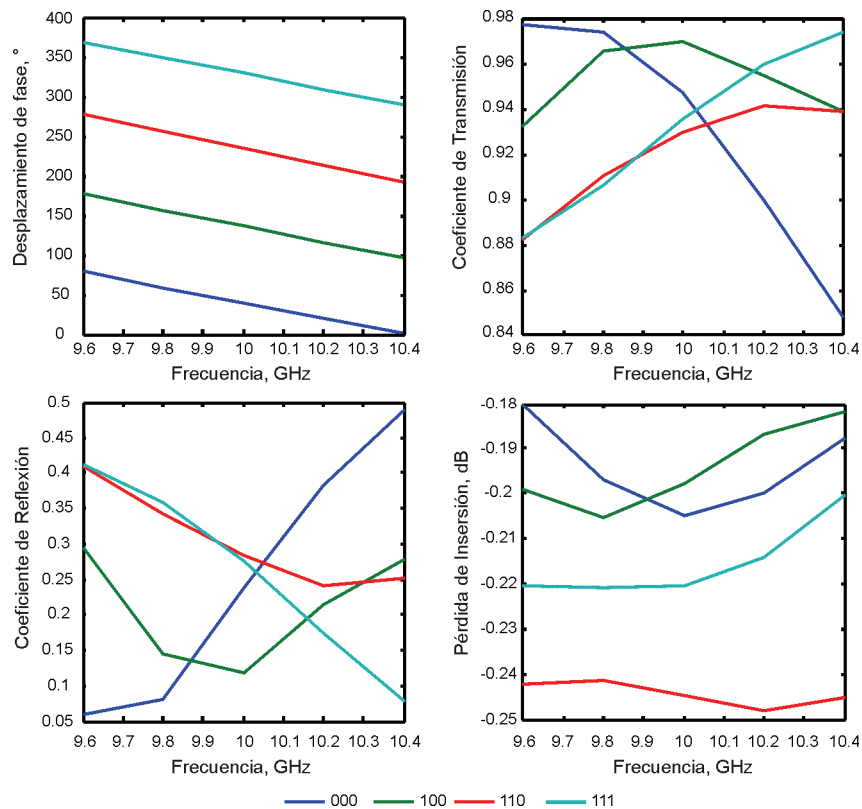 Desplazamiento de fase, °
400
350
300
250
200
150
100
50
0
9.6 9.7 9.8 9.9 10 10.1 10.2 10.3 10.4
Frecuencia, GHz
Coeficiente de Transmisión
0.98
0.96
0.94
0.92
0.9
0.88
0.86
0.84
9.6 9.7 9.8 9.9 10 10.1 10.2 10.3 10.4
Frecuencia, GHz
Coeficiente de Reflexión
0.5
0.45
0.4
0.35
0.3
0.25
0.2
0.15
0.1
0.05
9.6 9.7 9.8 9.9 10 10.1 10.2 10.3 10.4
Frecuencia, GHz
Pérdida de Inserción, dB
-0.18
-0.19
-0.2
-0.21
-0.22
-0.23
-0.24
-0.25
9.6 9.7 9.8 9.9 10 10.1 10.2 10.3 10.4
Frecuencia, GHz
000 100 110 111